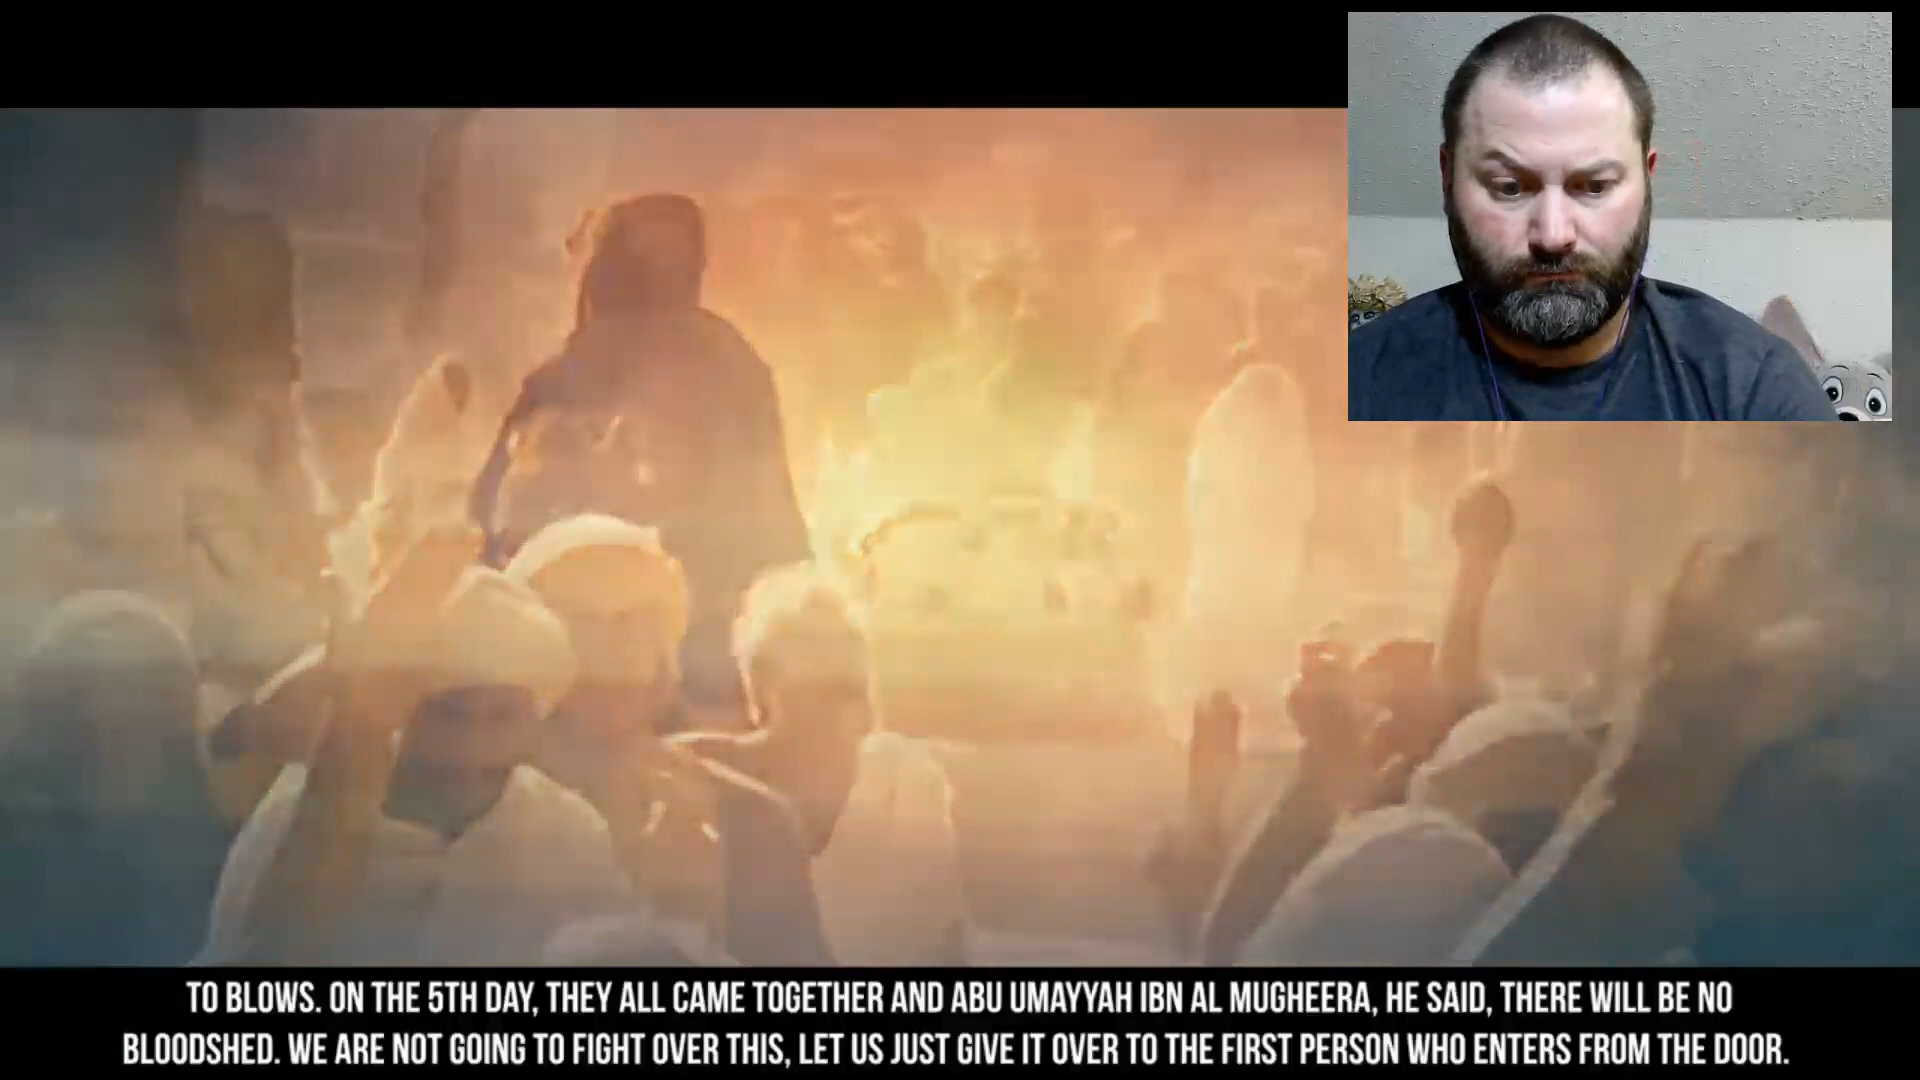 TO BLOWS. ON THE 5TH DAY, THEY ALL CAME TOGETHER AND ABU UMAYYAH IBN AL MUGHEERA, HE SAID, THERE WILL BE NO
BLOODSHED. WE ARE NOT GOING TO FIGHT OVER THIS, LET US JUST GIVE IT OVER TO THE FIRST PERSON WHO ENTERS FROM THE DOOR.